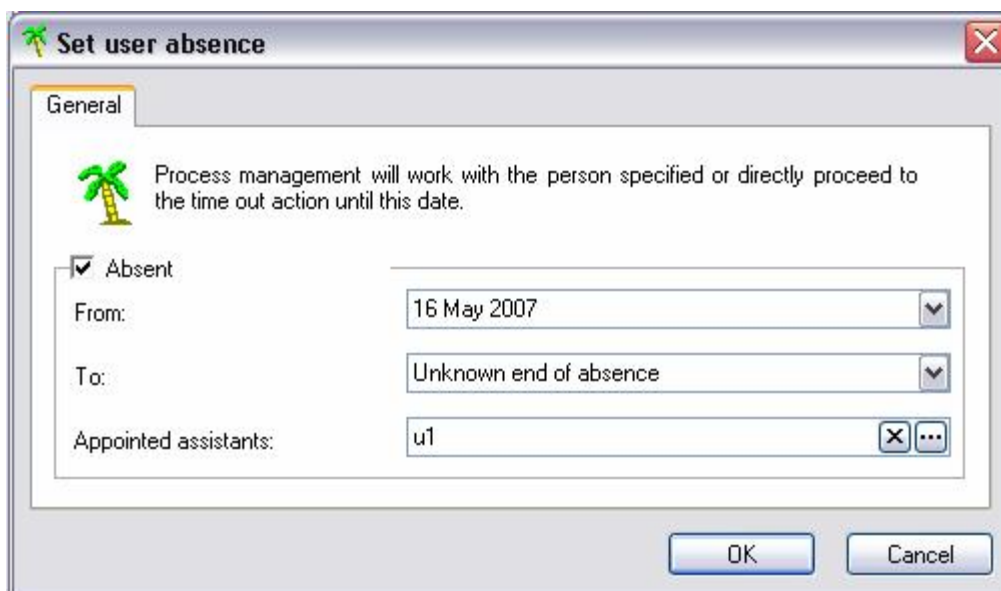 Set user absence
General
Process management will work with the person specified or directly proceed to
the time out action until this date.
Absent
From:
16 May 2007
To:
Unknown end of absence
Appointed assistants:
u1
OK
Cancel